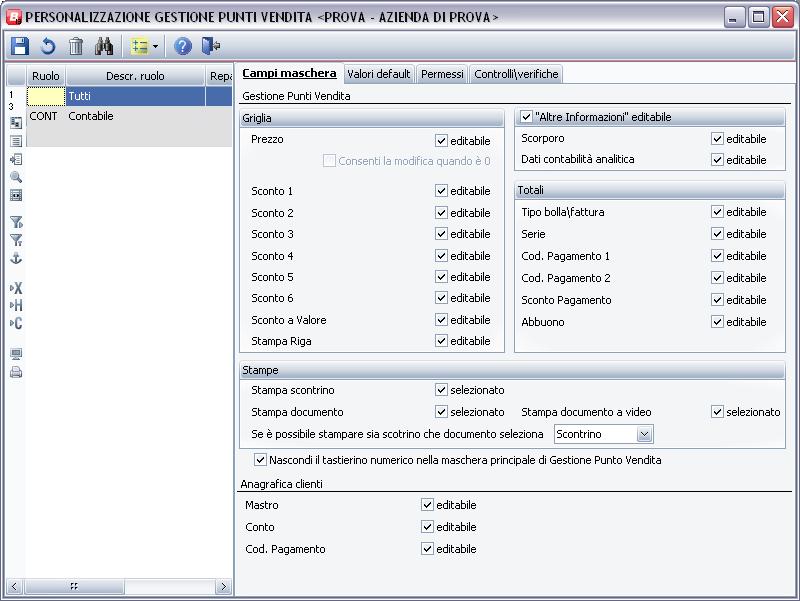 PERSONALIZZAZIONE GESTIONE PUNTI VENDITA <PROVA - AZIENDA DI PROVA>
Ruolo Descr. ruolo Repa
1 Tutti
3
CONT Contabile
X
H
C
Campi maschera Valori default Permessi Controlli\verifiche
Gestione Punti Vendita
Griglia
Prezzo editabile
Consenti la modifica quando è 0
Sconto 1 editabile
Sconto 2 editabile
Sconto 3 editabile
Sconto 4 editabile
Sconto 5 editabile
Sconto 6 editabile
Sconto a Valore editabile
Stampa Riga editabile
"Altre Informazioni" editabile
Scorporo editabile
Dati contabilità analitica editabile
Totali
Tipo bolla\fattura editabile
Serie editabile
Cod. Pagamento 1 editabile
Cod. Pagamento 2 editabile
Sconto Pagamento editabile
Abbuono editabile
Stampe
Stampa scontrino selezionato
Stampa documento selezionato Stampa documento a video selezionato
Se è possibile stampare sia scotrino che documento seleziona Scontrino
Nascondi il tastierino numerico nella maschera principale di Gestione Punto Vendita
Anagrafica clienti
Mastro editabile
Conto editabile
Cod. Pagamento editabile